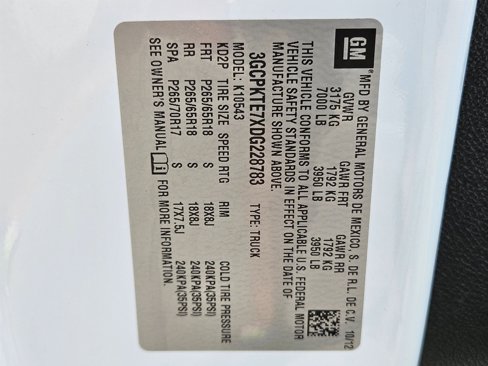 GM
MFD BY GENERAL MOTORS DE MEXICO, S. DE R.L. DE C.V. 10/12
GVWR GAWR FRT GAWR RR
3175 KG 1792 KG 1792 KG
7000 LB 3950 LB 3950 LB
THIS VEHICLE CONFORMS TO ALL APPLICABLE U.S. FEDERAL MOTOR
VEHICLE SAFETY STANDARDS IN EFFECT ON THE DATE OF
MANUFACTURE SHOWN ABOVE.
3GCPKTE7XDG228783 TYPE: TRUCK
K10543
KD2P TIRE SIZE SPEED RTG RIM COLD TIRE PRESSURE
FRT P265/65R18 S 18X8J 240KPA(35PSI)
RR P265/65R18 S 18X8J 240KPA(35PSI)
SPA P265/70R17 S 17X7.5J 240KPA(35PSI)
SEE OWNER'S MANUAL FOR MORE INFORMATION.